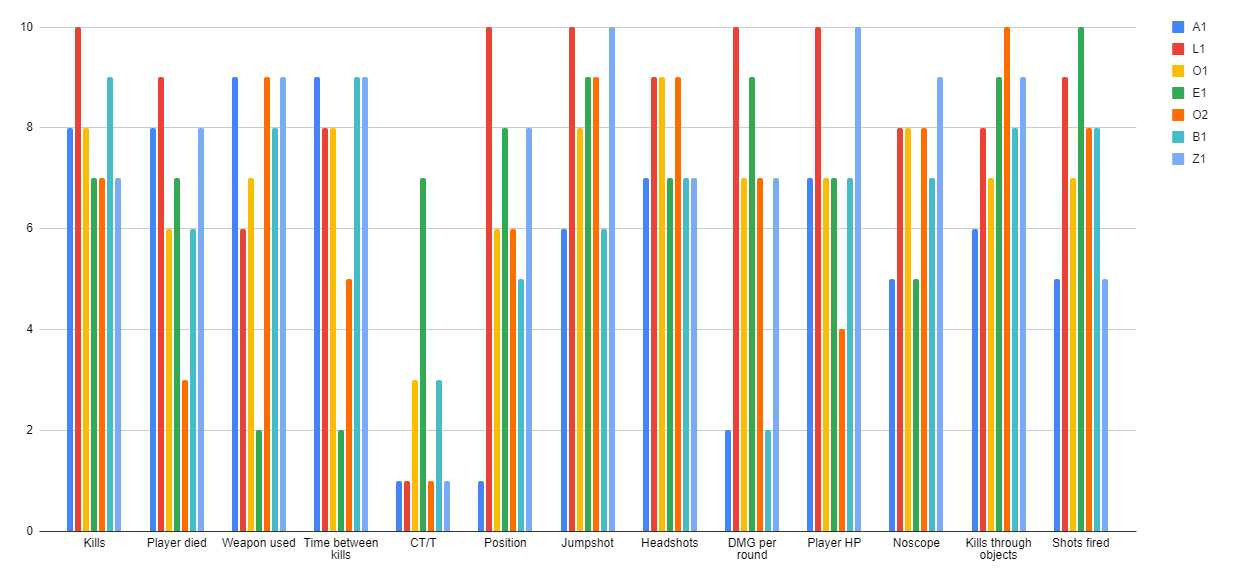 10
8
6
4
2
0
Kills
Player died
Weapon used
Time between
kills
CT/T
Position
Jumpshot
Headshots
DMG per
round
Player HP
Noscope
Kills through
objects
Shots fired
A1
L1
O1
E1
O2
B1
Z1